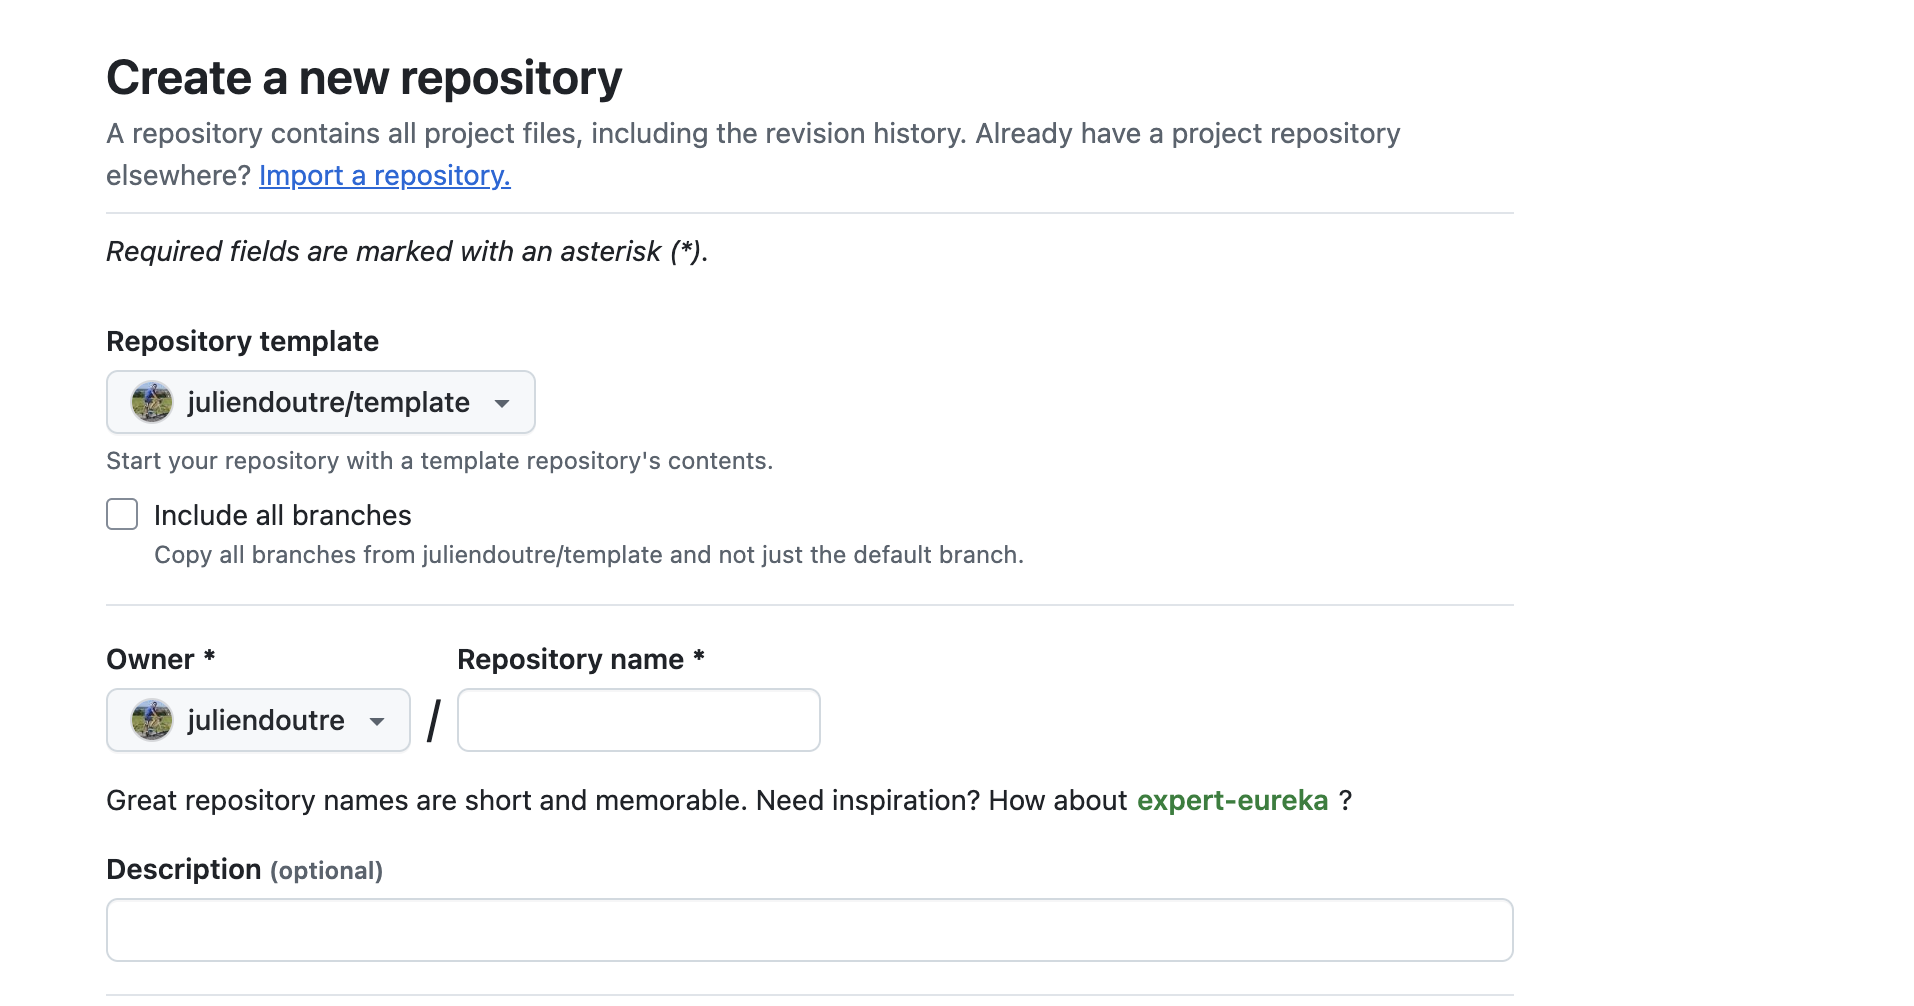 Create a new repository
A repository contains all project files, including the revision history. Already have a project repository
elsewhere? Import a repository.
Required fields are marked with an asterisk (*).
Repository template
juliendoutre/template
Start your repository with a template repository's contents.
Include all branches
Copy all branches from juliendoutre/template and not just the default branch.
Owner * Repository name *
juliendoutre /
Great repository names are short and memorable. Need inspiration? How about expert-eureka ?
Description (optional)